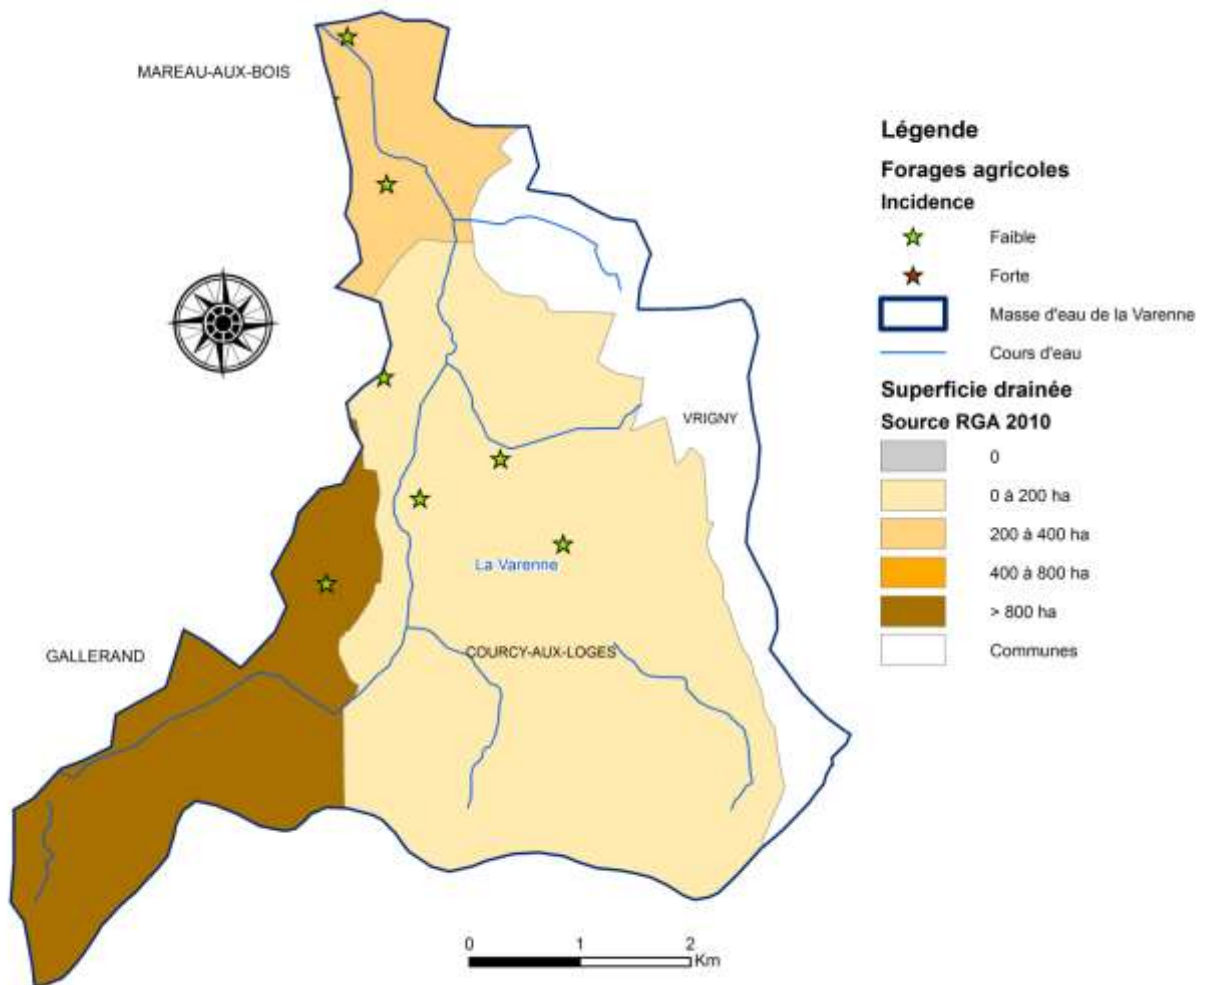 MAREAU-AUX-BOIS
VRIGNY
La Varenne
GALLERAND
COURCY-AUX-LOGES
0 1 2
Km
Légende
Forages agricoles
Incidence
Faible
Forte
Masse d'eau de la Varenne
Cours d'eau
Superficie drainée
Source RGA 2010
0
0 à 200 ha
200 à 400 ha
400 à 800 ha
> 800 ha
Communes